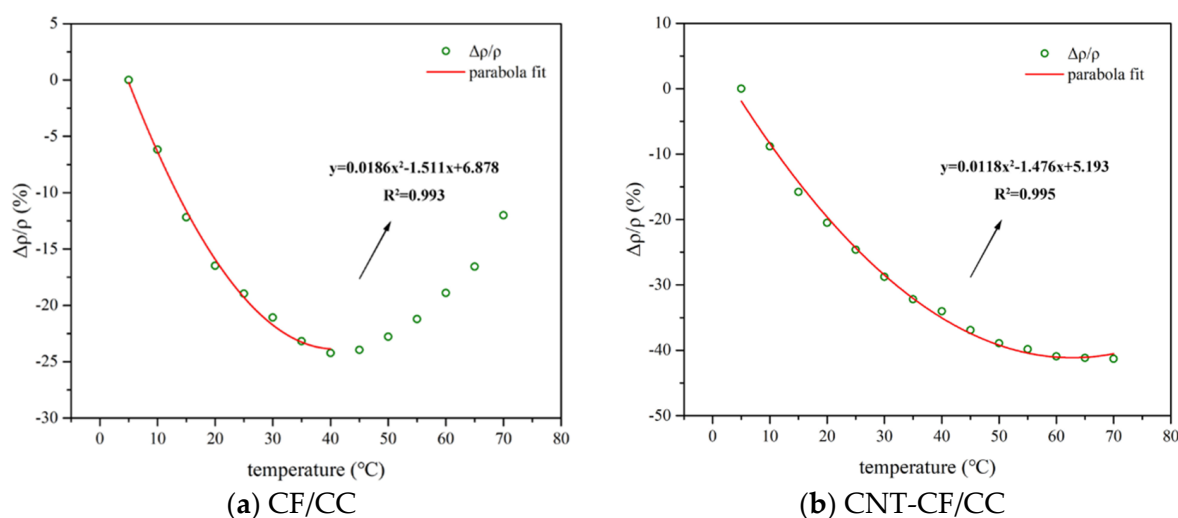 5
0
-5
-10
-15
-20
-25
-30
Δρ/ρ (%)
0 10 20 30 40 50 60 70 80
temperature (℃)
Δρ/ρ
parabola fit
y=0.0186x²-1.511x+6.878
R²=0.993
(a) CF/CC
10
0
-10
-20
-30
-40
-50
Δρ/ρ (%)
0 10 20 30 40 50 60 70 80
temperature (℃)
Δρ/ρ
parabola fit
y=0.0118x²-1.476x+5.193
R²=0.995
(b) CNT-CF/CC